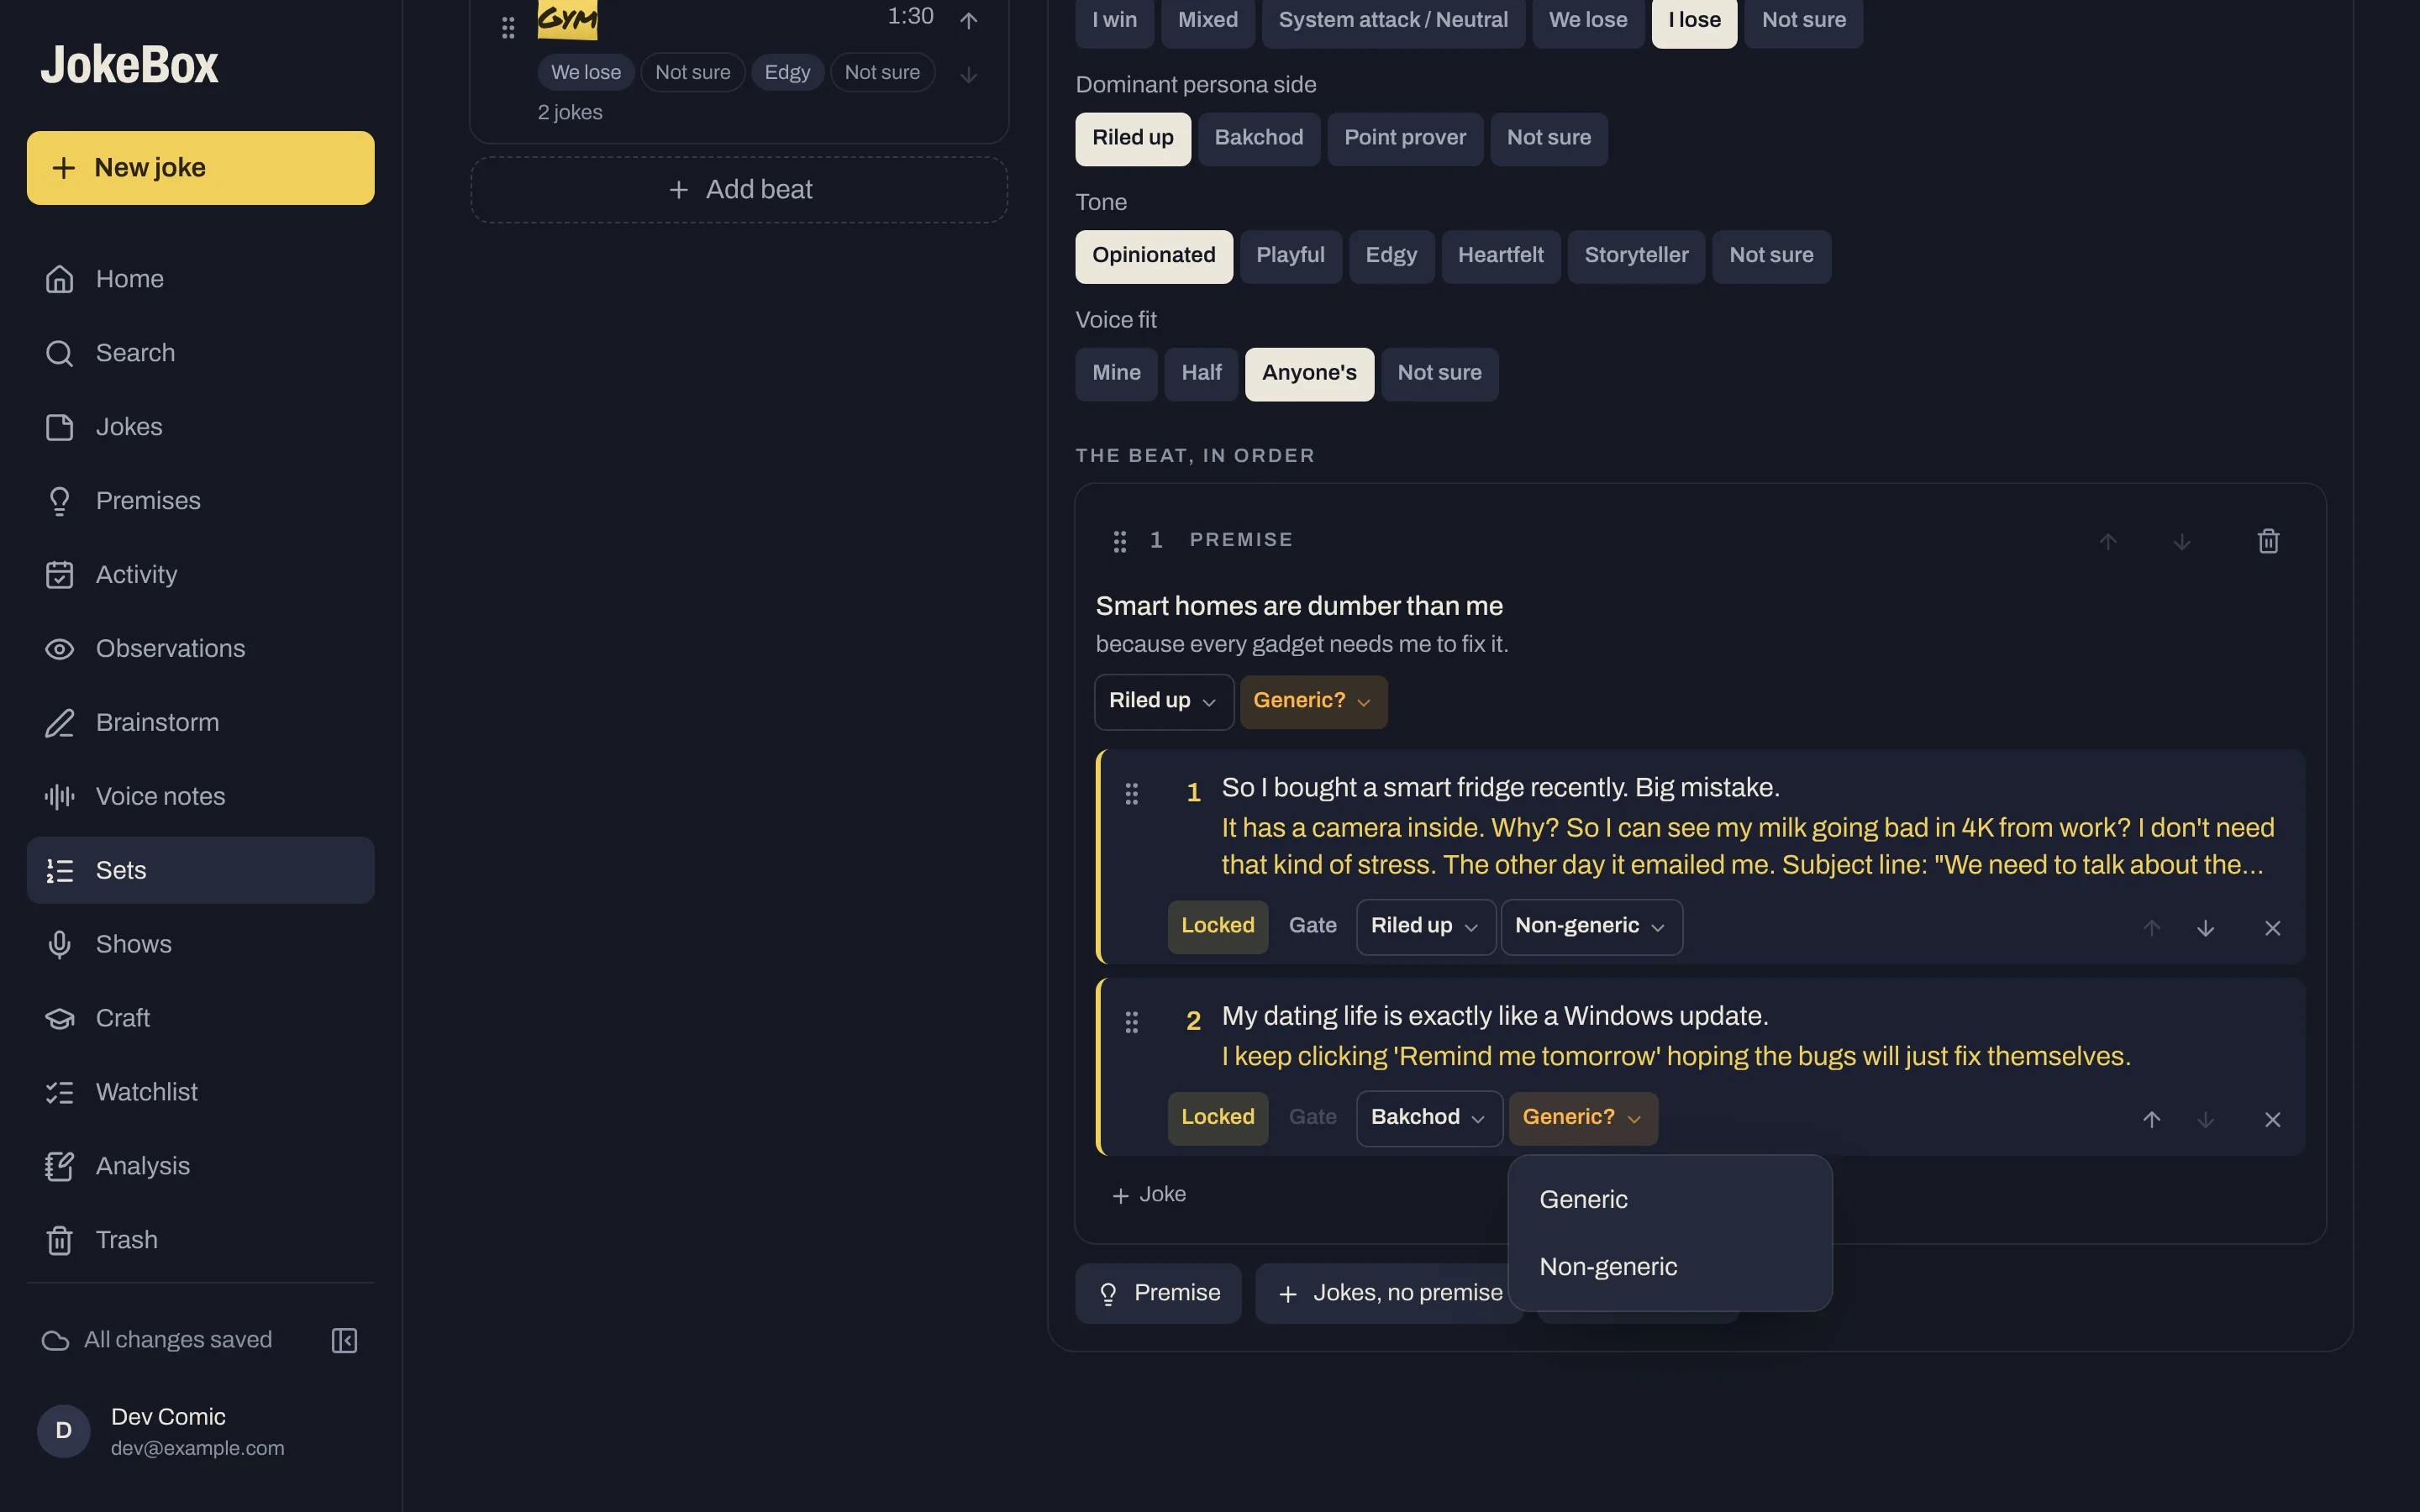 JokeBox
New joke
Home
Search
Jokes
Premises
Activity
Observations
Brainstorm
Voice notes
Sets
Shows
Craft
Watchlist
Analysis
Trash
All changes saved
D
Dev Comic
dev@example.com
GYM
1:30
We lose
Not sure
Edgy
Not sure
2 jokes
Add beat
I win
Mixed
System attack / Neutral
We lose
I lose
Not sure
Dominant persona side
Riled up
Bakchod
Point prover
Not sure
Tone
Opinionated
Playful
Edgy
Heartfelt
Storyteller
Not sure
Voice fit
Mine
Half
Anyone's
Not sure
THE BEAT, IN ORDER
1 PREMISE
Smart homes are dumber than me
because every gadget needs me to fix it.
Riled up
Generic?
1 So I bought a smart fridge recently. Big mistake.
It has a camera inside. Why? So I can see my milk going bad in 4K from work? I don't need
that kind of stress. The other day it emailed me. Subject line: "We need to talk about the...
Locked
Gate
Riled up
Non-generic
2 My dating life is exactly like a Windows update.
I keep clicking 'Remind me tomorrow' hoping the bugs will just fix themselves.
Locked
Gate
Bakchod
Generic?
Generic
Non-generic
Joke
Premise
Jokes, no premise